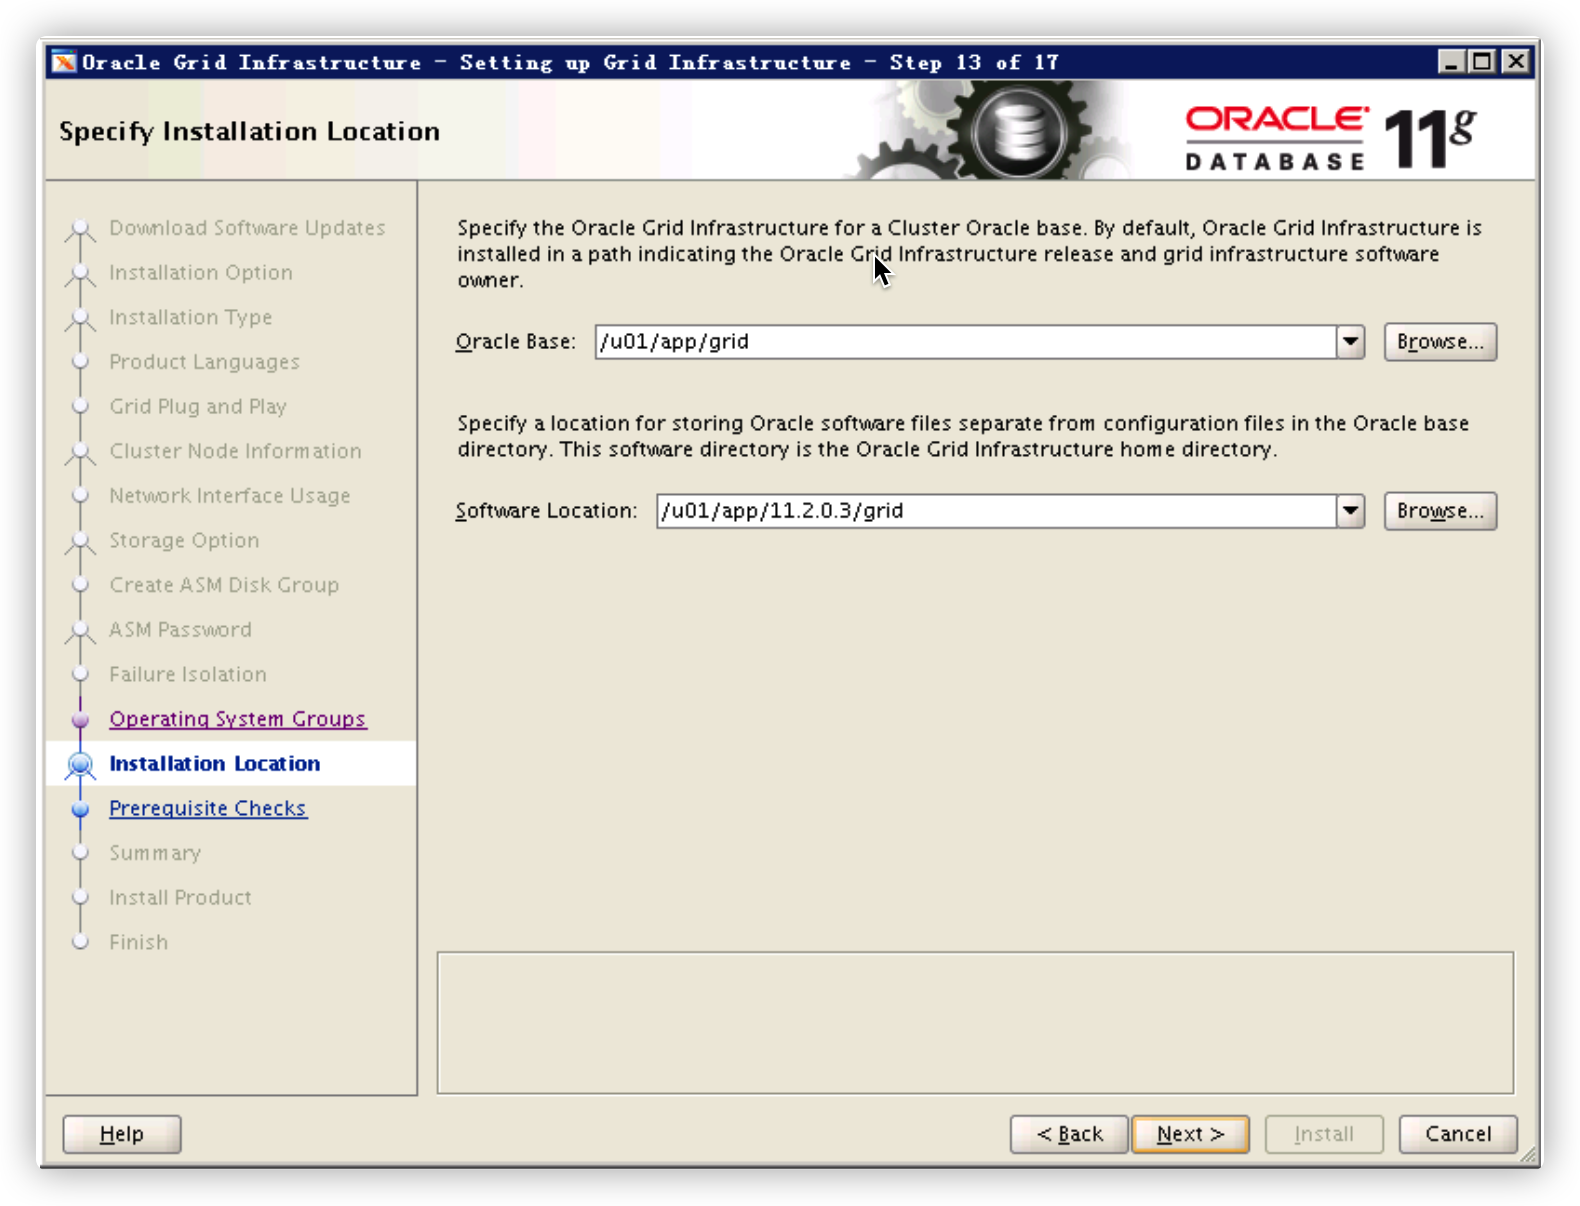 Oracle Grid Infrastructure - Setting up Grid Infrastructure - Step 13 of 17
Specify Installation Location
ORACLE
DATABASE
11g
Download Software Updates
Installation Option
Installation Type
Product Languages
Grid Plug and Play
Cluster Node Information
Network Interface Usage
Storage Option
Create ASM Disk Group
ASM Password
Failure Isolation
Operating System Groups
Installation Location
Prerequisite Checks
Summary
Install Product
Finish
Specify the Oracle Grid Infrastructure for a Cluster Oracle base. By default, Oracle Grid Infrastructure is
installed in a path indicating the Oracle Grid Infrastructure release and grid infrastructure software
owner.
Oracle Base: /u01/app/grid Browse...
Specify a location for storing Oracle software files separate from configuration files in the Oracle base
directory. This software directory is the Oracle Grid Infrastructure home directory.
Software Location: /u01/app/11.2.0.3/grid Browse...
Help < Back Next > Install Cancel